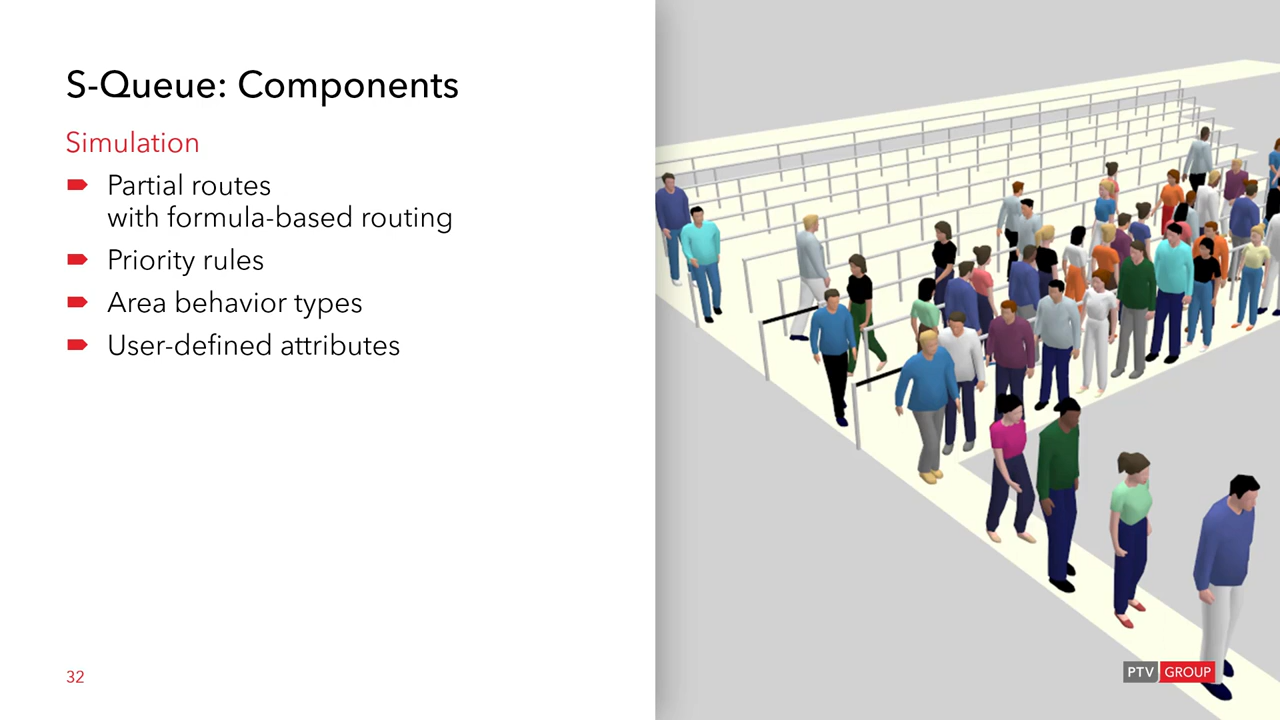 S-Queue: Components
Simulation
Partial routes
with formula-based routing
Priority rules
Area behavior types
User-defined attributes
32
PTV GROUP